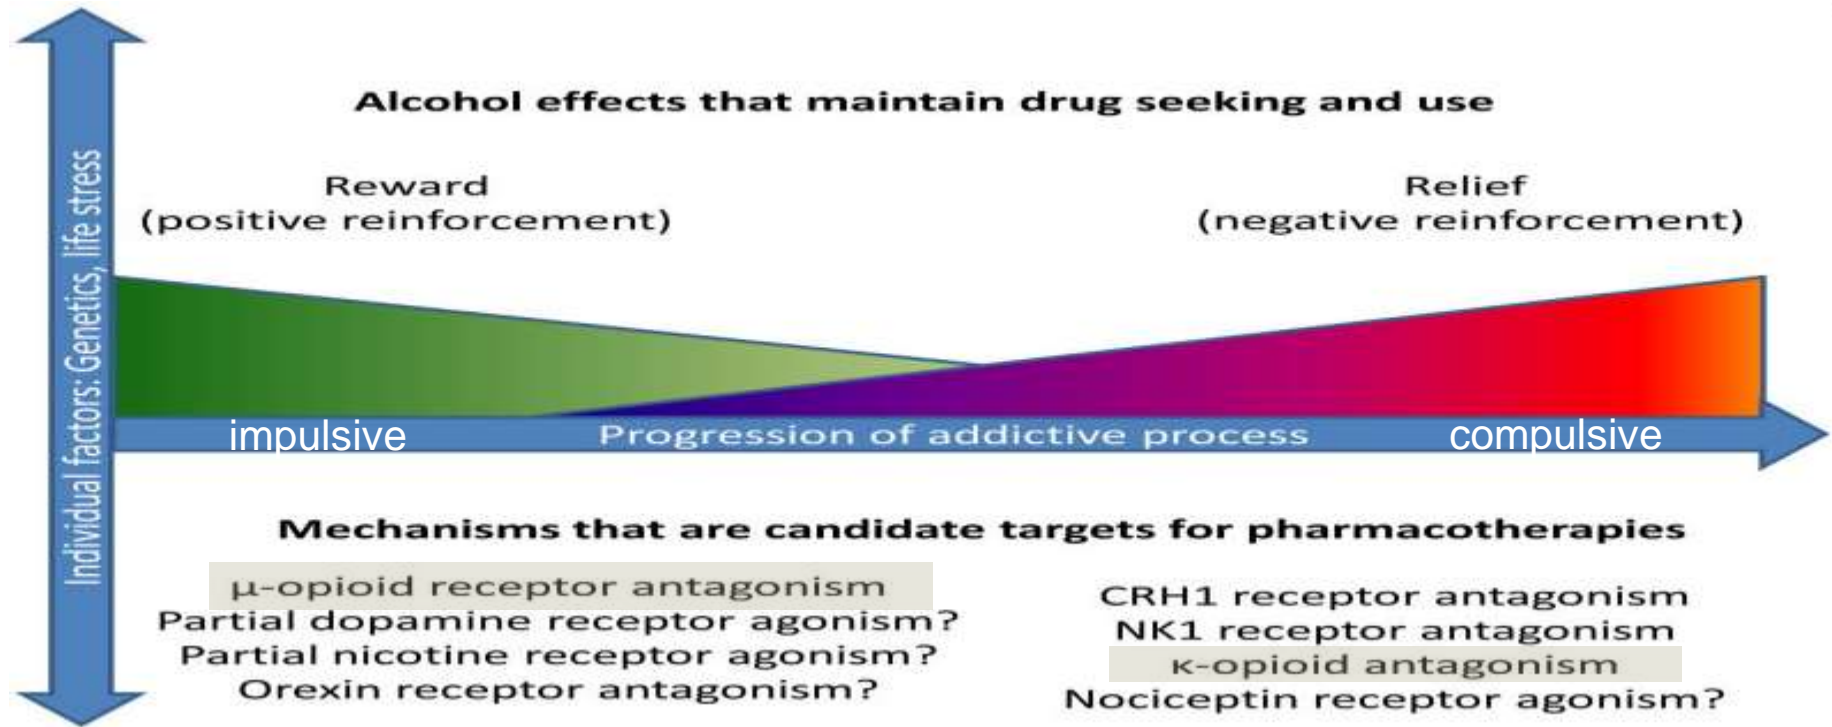 Alcohol effects that maintain drug seeking and use
Individual factors: Genetics, life stress
Reward
(positive reinforcement)
Relief
(negative reinforcement)
impulsive
Progression of addictive process
compulsive
Mechanisms that are candidate targets for pharmacotherapies
μ-opioid receptor antagonism
Partial dopamine receptor agonism?
Partial nicotine receptor agonism?
Orexin receptor antagonism?
CRH1 receptor antagonism
NK1 receptor antagonism
κ-opioid antagonism
Nociceptin receptor agonism?